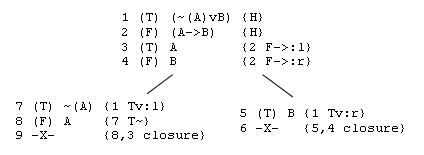 1 (T) (~(A)vB) {H}
2 (F) (A->B) {H}
3 (T) A {2 F->:l}
4 (F) B {2 F->:r}
7 (T) ~(A) {1 Tv:l}
8 (F) A {7 T~}
9 -X- {8,3 closure}
5 (T) B {1 Tv:r}
6 -X- {5,4 closure}